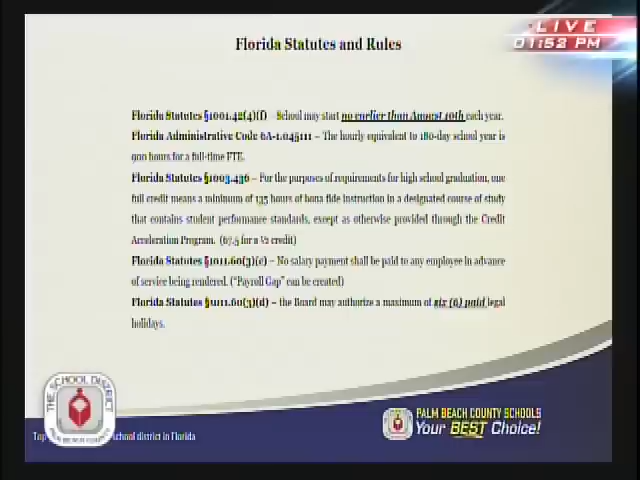 LIVE
01:52 PM
Florida Statutes and Rules
Florida Statutes §1001.42(4)(f) – School may start no earlier than August 10th each year.
Florida Administrative Code 6A-1.045111 – The hourly equivalent to 180-day school year is
900 hours for a full-time FTE.
Florida Statutes §1003.436 – For the purposes of requirements for high school graduation, one
full credit means a minimum of 135 hours of bona fide instruction in a designated course of study
that contains student performance standards, except as otherwise provided through the Credit
Acceleration Program. (67.5 for a ½ credit)
Florida Statutes §1011.60(3)(c) – No salary payment shall be paid to any employee in advance
of service being rendered. ("Payroll Gap" can be created)
Florida Statutes §1011.60(3)(d) – the Board may authorize a maximum of six (6) paid legal
holidays.
THE SCHOOL DISTRICT
PALM BEACH COUNTY
Top
school district in Florida
PALM BEACH COUNTY SCHOOLS
Your BEST Choice!